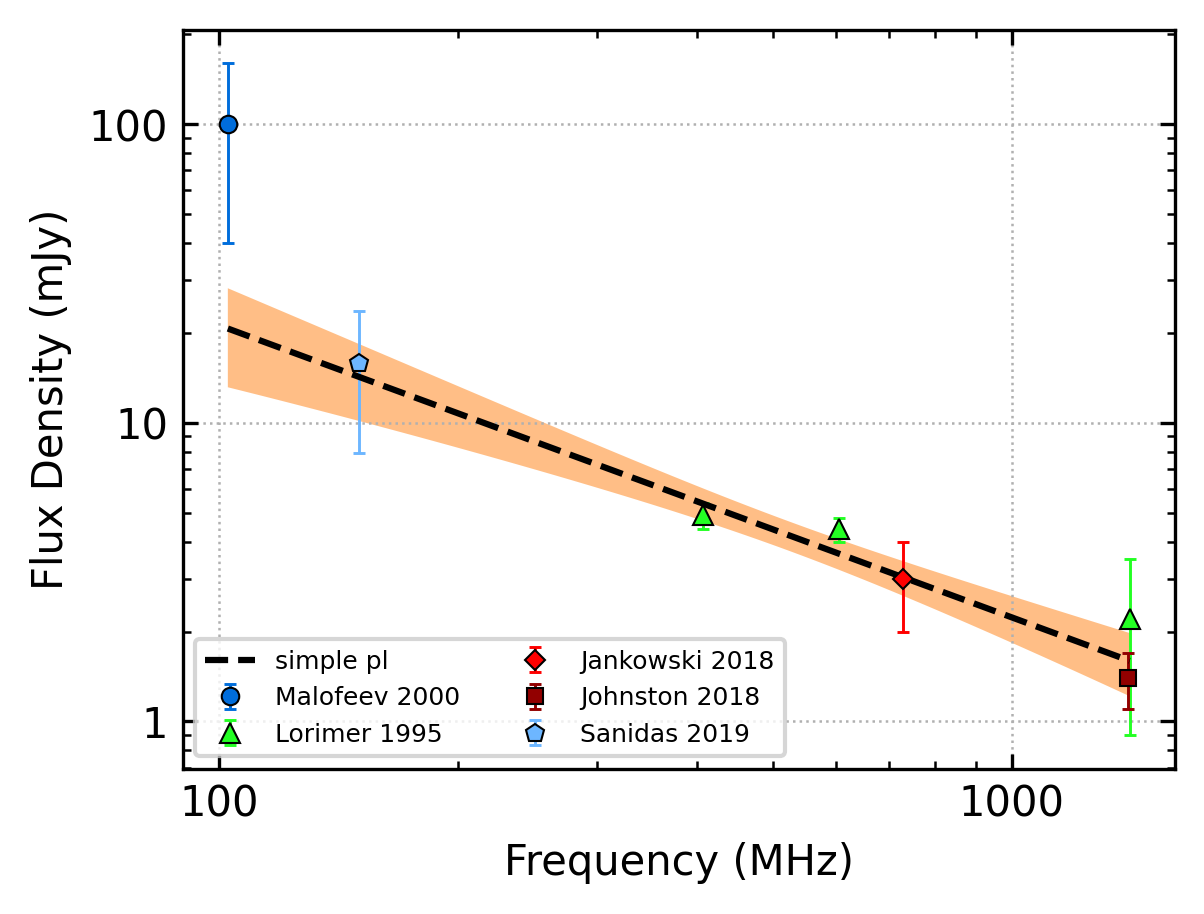 Flux Density (mJy)
100
10
1
simple pl
Malofeev 2000
Lorimer 1995
Jankowski 2018
Johnston 2018
Sanidas 2019
100
1000
Frequency (MHz)